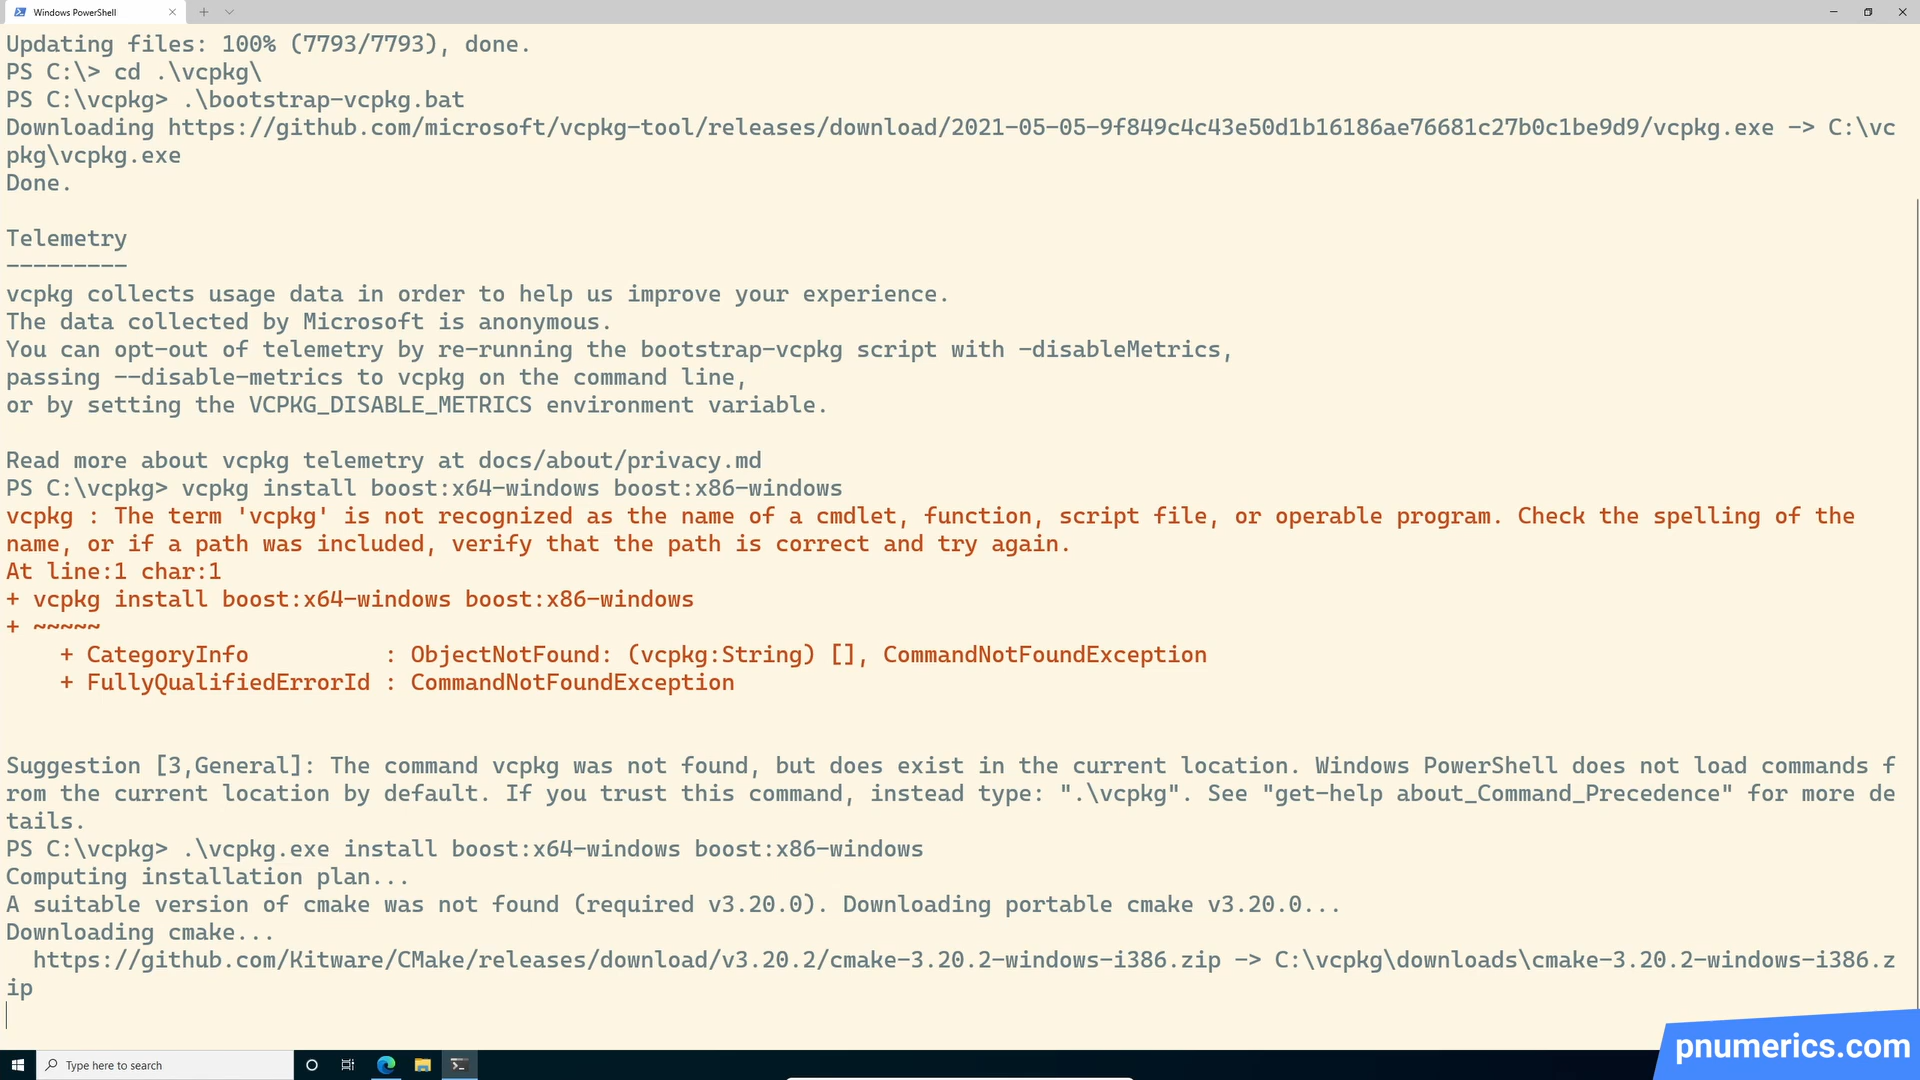 Windows PowerShell
Updating files: 100% (7793/7793), done.
PS C:\> cd .\vcpkg\
PS C:\vcpkg> .\bootstrap-vcpkg.bat
Downloading https://github.com/microsoft/vcpkg-tool/releases/download/2021-05-05-9f849c4c43e50d1b16186ae76681c27b0c1be9d9/vcpkg.exe -> C:\vc
pkg\vcpkg.exe
Done.
Telemetry
---------
vcpkg collects usage data in order to help us improve your experience.
The data collected by Microsoft is anonymous.
You can opt-out of telemetry by re-running the bootstrap-vcpkg script with -disableMetrics,
passing --disable-metrics to vcpkg on the command line,
or by setting the VCPKG_DISABLE_METRICS environment variable.
Read more about vcpkg telemetry at docs/about/privacy.md
PS C:\vcpkg> vcpkg install boost:x64-windows boost:x86-windows
vcpkg : The term 'vcpkg' is not recognized as the name of a cmdlet, function, script file, or operable program. Check the spelling of the
name, or if a path was included, verify that the path is correct and try again.
At line:1 char:1
+ vcpkg install boost:x64-windows boost:x86-windows
+ ~~~~~
    + CategoryInfo          : ObjectNotFound: (vcpkg:String) [], CommandNotFoundException
    + FullyQualifiedErrorId : CommandNotFoundException
Suggestion [3,General]: The command vcpkg was not found, but does exist in the current location. Windows PowerShell does not load commands f
rom the current location by default. If you trust this command, instead type: ".\vcpkg". See "get-help about_Command_Precedence" for more de
tails.
PS C:\vcpkg> .\vcpkg.exe install boost:x64-windows boost:x86-windows
Computing installation plan...
A suitable version of cmake was not found (required v3.20.0). Downloading portable cmake v3.20.0...
Downloading cmake...
  https://github.com/Kitware/CMake/releases/download/v3.20.2/cmake-3.20.2-windows-i386.zip -> C:\vcpkg\downloads\cmake-3.20.2-windows-i386.z
ip
pnumerics.com
Type here to search